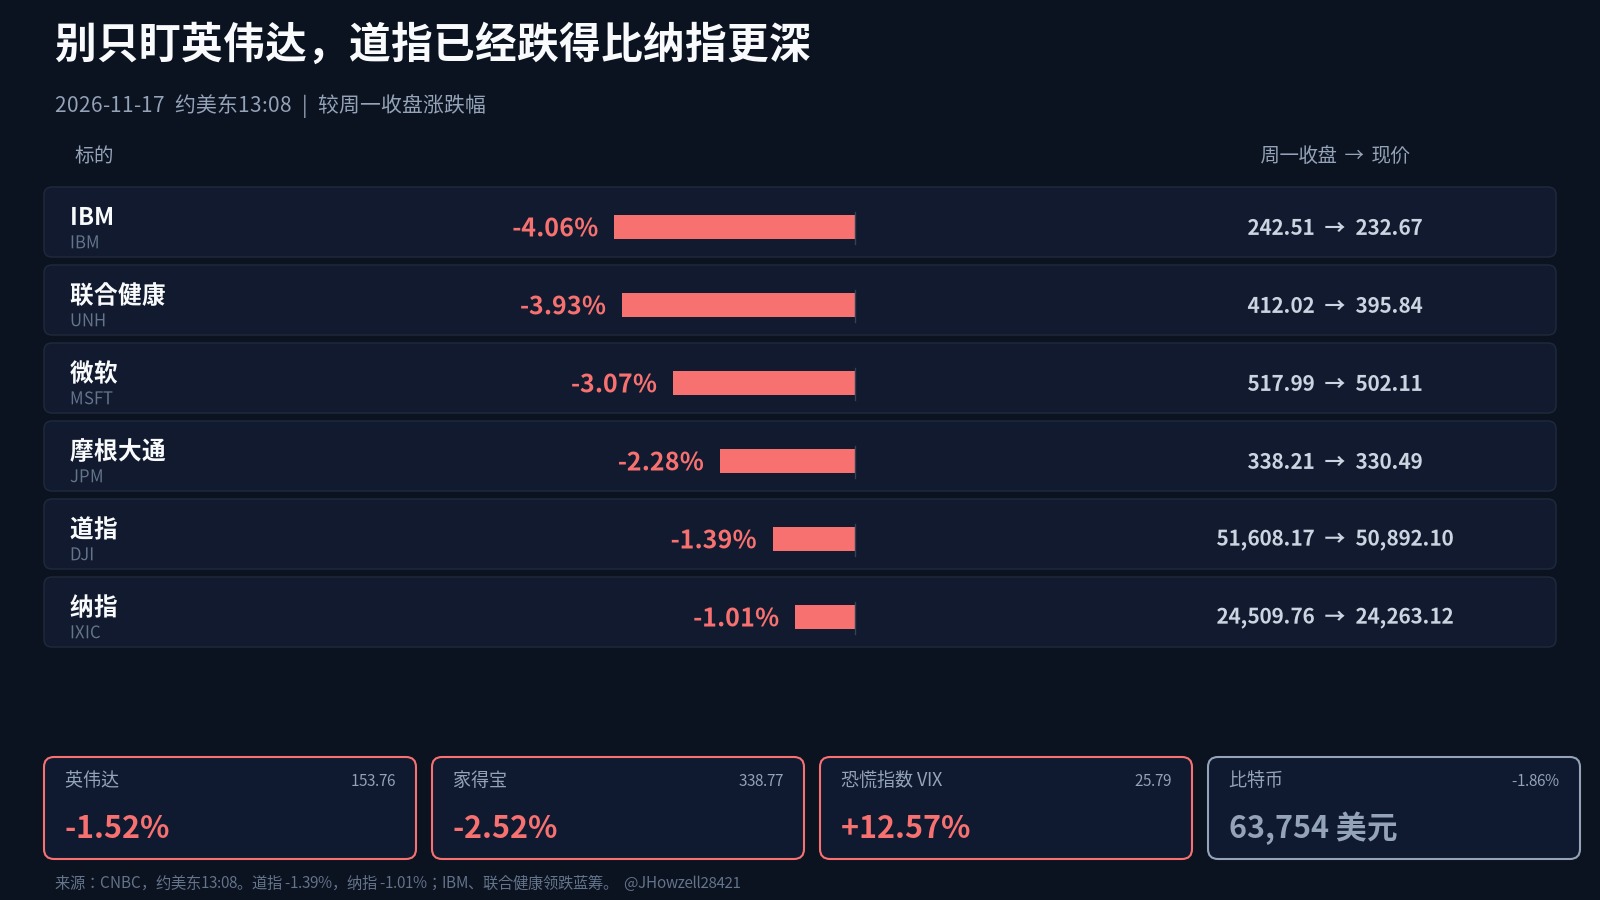 别只盯英伟达，道指已经跌得比纳指更深
2026-11-17 约美东13:08 | 较周一收盘涨跌幅
标的 周一收盘 → 现价
IBM
IBM
-4.06%
242.51 → 232.67
联合健康
UNH
-3.93%
412.02 → 395.84
微软
MSFT
-3.07%
517.99 → 502.11
摩根大通
JPM
-2.28%
338.21 → 330.49
道指
DJI
-1.39%
51,608.17 → 50,892.10
纳指
IXIC
-1.01%
24,509.76 → 24,263.12
英伟达 153.76
-1.52%
家得宝 338.77
-2.52%
恐慌指数 VIX 25.79
+12.57%
比特币 -1.86%
63,754 美元
来源：CNBC，约美东13:08。道指 -1.39%，纳指 -1.01%；IBM、联合健康领跌蓝筹。 @JHowzell28421